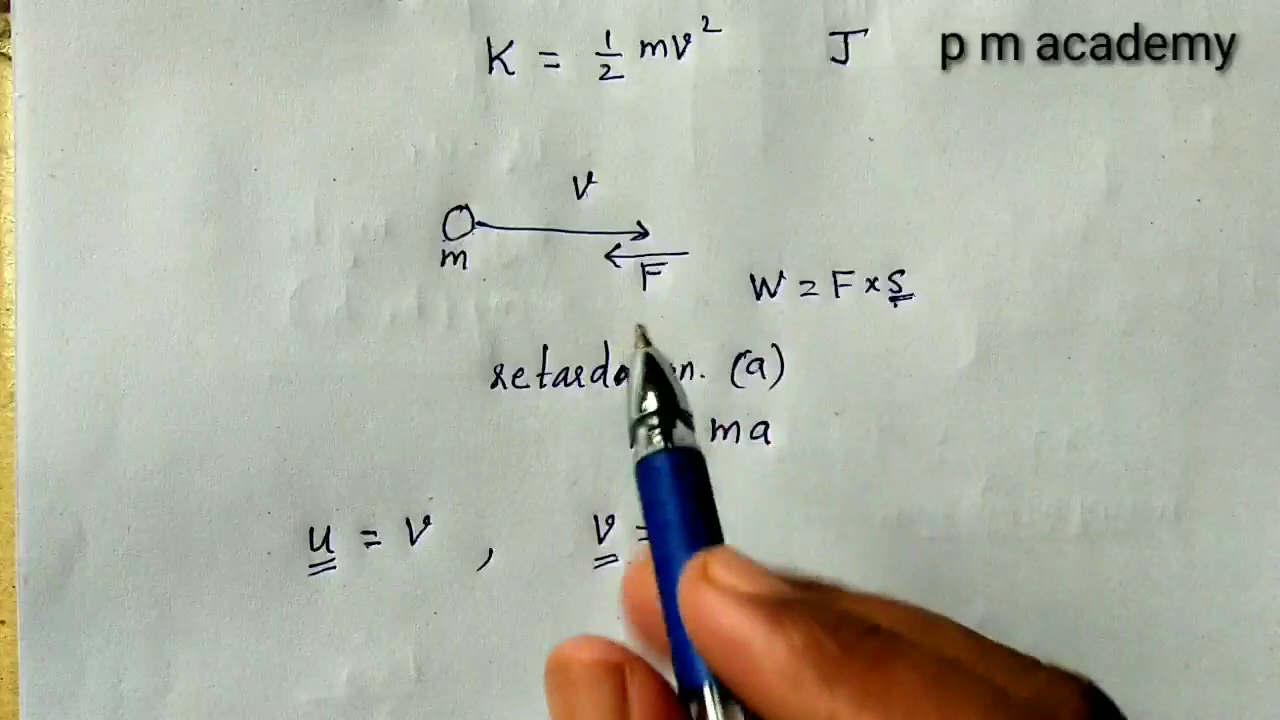 K = 1/2 mv² J p m academy
v
m
F
W = F × s
(a)
ma
u = v , v =